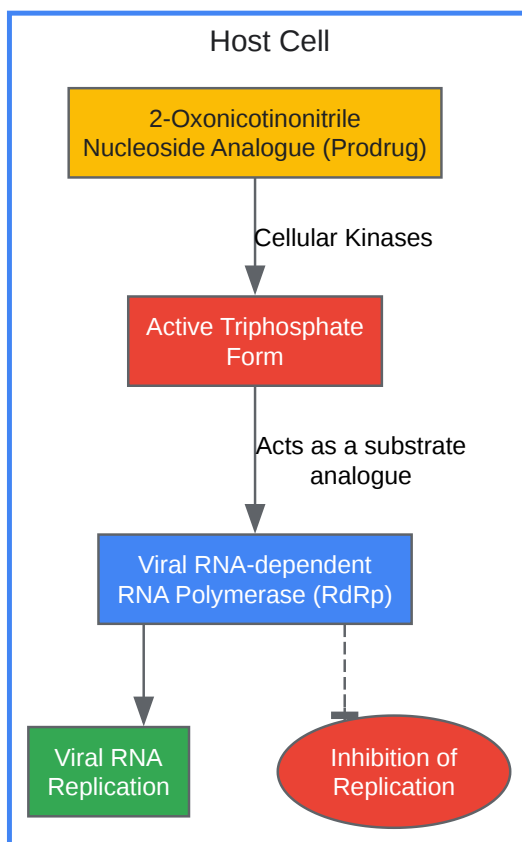 Host Cell
2-Oxonicotinonitrile
Nucleoside Analogue (Prodrug)
Cellular Kinases
Active Triphosphate
Form
Acts as a substrate
analogue
Viral RNA-dependent
RNA Polymerase (RdRp)
Viral RNA
Replication
Inhibition of
Replication